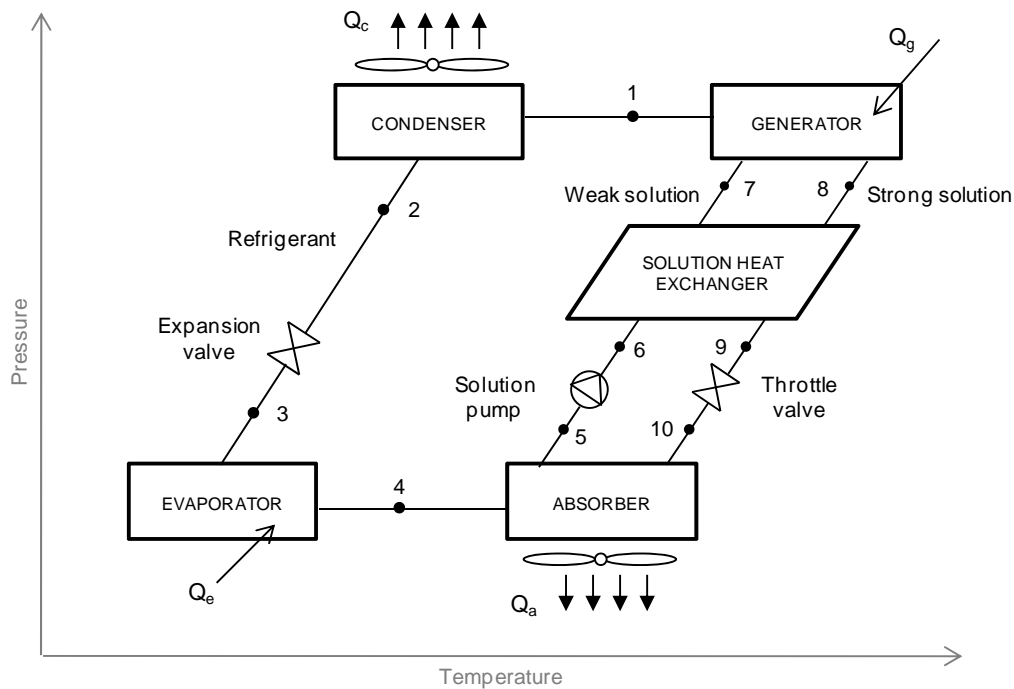 Qc
Qg
1
CONDENSER
GENERATOR
Weak solution
7
8
Strong solution
2
Refrigerant
SOLUTION HEAT
EXCHANGER
Expansion
valve
6
9
Pressure
Solution
pump
Throttle
valve
3
5
10
4
EVAPORATOR
ABSORBER
Qe
Qa
Temperature